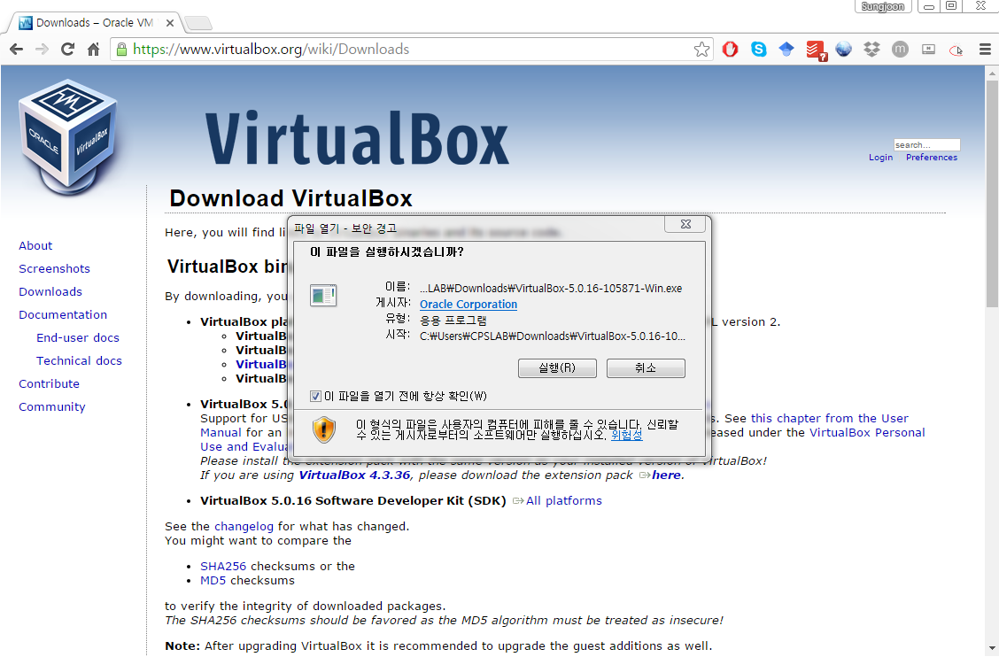 Sungjoon
Downloads – Oracle VM
https://www.virtualbox.org/wiki/Downloads
?
m
ORACLE
VirtualBox
VirtualBox
search...
Login Preferences
Download VirtualBox
About
Screenshots
Downloads
Documentation
End-user docs
Technical docs
Contribute
Community
Here, you will find li
VirtualBox bin
By downloading, you
VirtualBox pla L version 2.
VirtualB
VirtualB
VirtualB
VirtualB
VirtualBox 5.0
Support for US s. See this chapter from the User
Manual for an eased under the VirtualBox Personal
Use and Evalua
Please install the extension pack with the same version as your installed version of VirtualBox!
If you are using VirtualBox 4.3.36, please download the extension pack here.
VirtualBox 5.0.16 Software Developer Kit (SDK) All platforms
See the changelog for what has changed.
You might want to compare the
SHA256 checksums or the
MD5 checksums
to verify the integrity of downloaded packages.
The SHA256 checksums should be favored as the MD5 algorithm must be treated as insecure!
Note: After upgrading VirtualBox it is recommended to upgrade the guest additions as well.
파일 열기 - 보안 경고
이 파일을 실행하시겠습니까?
이름: ...LAB₩Downloads₩VirtualBox-5.0.16-105871-Win.exe
게시자: Oracle Corporation
유형: 응용 프로그램
시작: C:₩Users₩CPSLAB₩Downloads₩VirtualBox-5.0.16-10...
실행(R) 취소
이 파일을 열기 전에 항상 확인(W)
이 형식의 파일은 사용자의 컴퓨터에 피해를 줄 수 있습니다. 신뢰할
수 있는 게시자로부터의 소프트웨어만 실행하십시오. 위험성